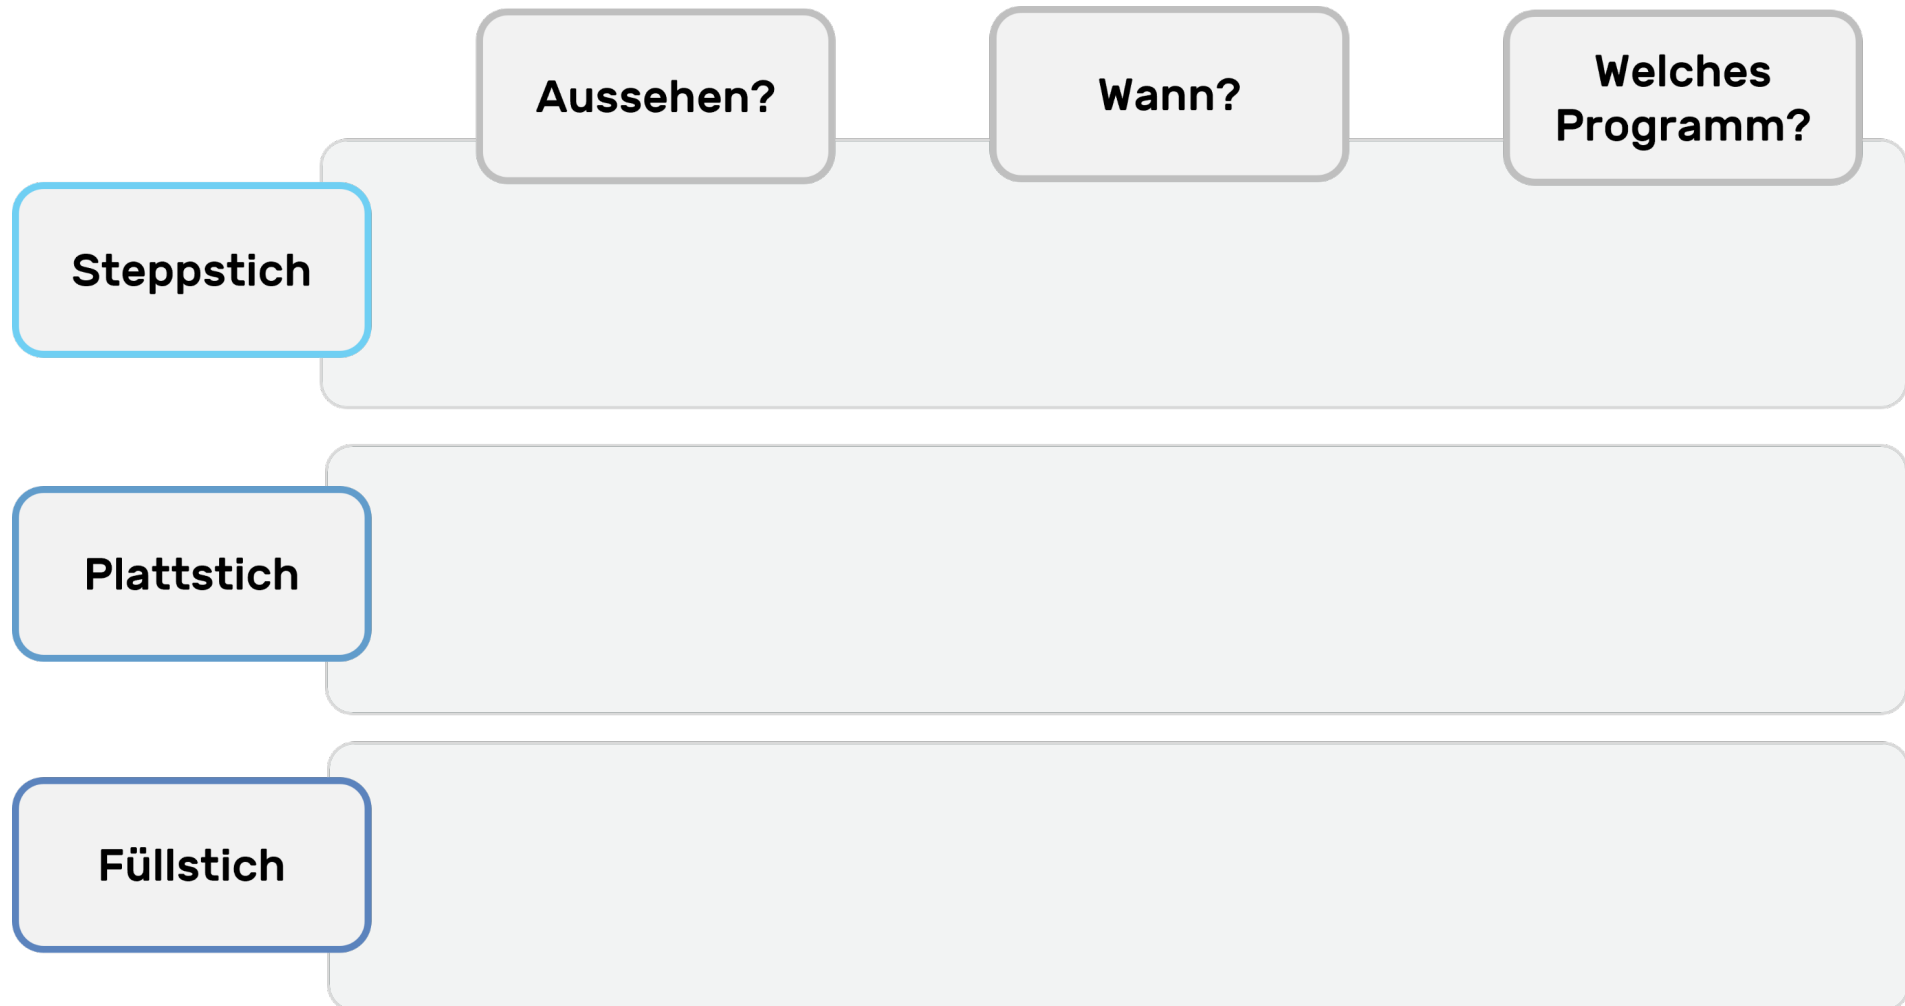 Aussehen?
Wann?
Welches
Programm?
Steppstich
Plattstich
Füllstich